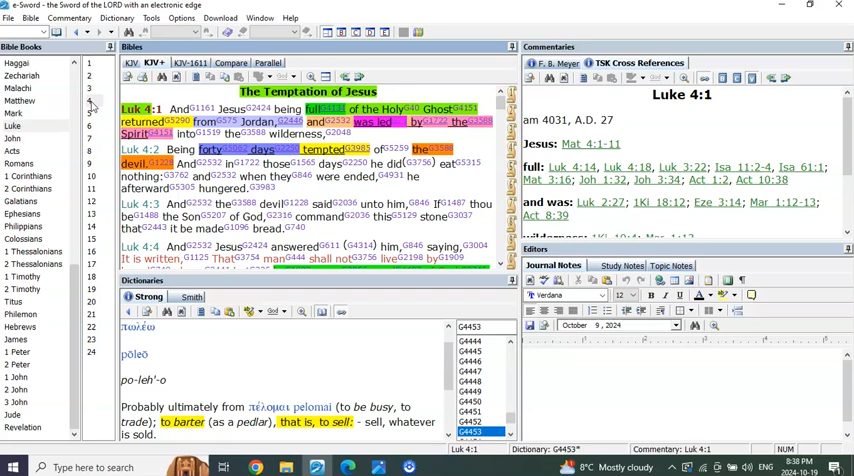 e-Sword - the Sword of the LORD with an electronic edge
File Bible Commentary Dictionary Tools Options Download Window Help
A B C D E
Bible Books
Haggai
Zechariah
Malachi
Matthew
Mark
Luke
John
Acts
Romans
1 Corinthians
2 Corinthians
Galatians
Ephesians
Philippians
Colossians
1 Thessalonians
2 Thessalonians
1 Timothy
2 Timothy
Titus
Philemon
Hebrews
James
1 Peter
2 Peter
1 John
2 John
3 John
Jude
Revelation
1
2
3
4
5
6
7
8
9
10
11
12
13
14
15
16
17
18
19
20
21
22
23
24
Bibles
KJV KJV+ KJV-1611 Compare Parallel
The Temptation of Jesus
Luk 4:1 And G2532 Jesus G2424 being full of the Holy G40 Ghost G4151
returned G5290 from G575 Jordan, G2446 and G2532 was led by G1722 the G3588
Spirit G4151 into G1519 the G3588 wilderness, G2048
Luk 4:2 Being forty G5062 days G2250 tempted G3985 of G5259 the G3588
devil. G1228 And G2532 in G1722 those G1565 days G2250 he did (G3756) eat G5315
nothing: G3762 and G2532 when they G846 were ended, G4931 he
afterward G5305 hungered. G3983
Luk 4:3 And G2532 the G3588 devil G1228 said G2036 unto him, G846 If G1487 thou
be G1488 the Son G5207 of God, G2316 command G2036 this G5129 stone G3037
that G2443 it be made G1096 bread. G740
Luk 4:4 And G2532 Jesus G2424 answered G611 (G4314) him, G846 saying, G3004
It is written, G1125 That G3754 man G444 shall not G3756 live G2198 by G1909
Dictionaries
Strong Smith
πωλέω
pōleō
po-leh'-o
Probably ultimately from πέλομαι pelomai (to be busy, to
trade); to barter (as a pedlar), that is, to sell: - sell, whatever
is sold.
G4453
G4444
G4445
G4446
G4447
G4448
G4449
G4450
G4451
G4452
G4453
Commentaries
F. B. Meyer TSK Cross References
Luke 4:1
am 4031, A.D. 27
Jesus: Mat 4:1-11
full: Luk 4:14, Luk 4:18, Luk 3:22; Isa 11:2-4, Isa 61:1;
Mat 3:16; Joh 1:32, Joh 3:34; Act 1:2, Act 10:38
and was: Luk 2:27; 1Ki 18:12; Eze 3:14; Mar 1:12-13;
Act 8:39
Editors
Journal Notes Study Notes Topic Notes
Verdana 12 B I U
October 9 , 2024
Luk 4:1 Dictionary: G4453* Commentary: Luk 4:1 NUM
Type here to search
8°C Mostly cloudy ENG 8:38 PM
2024-10-19